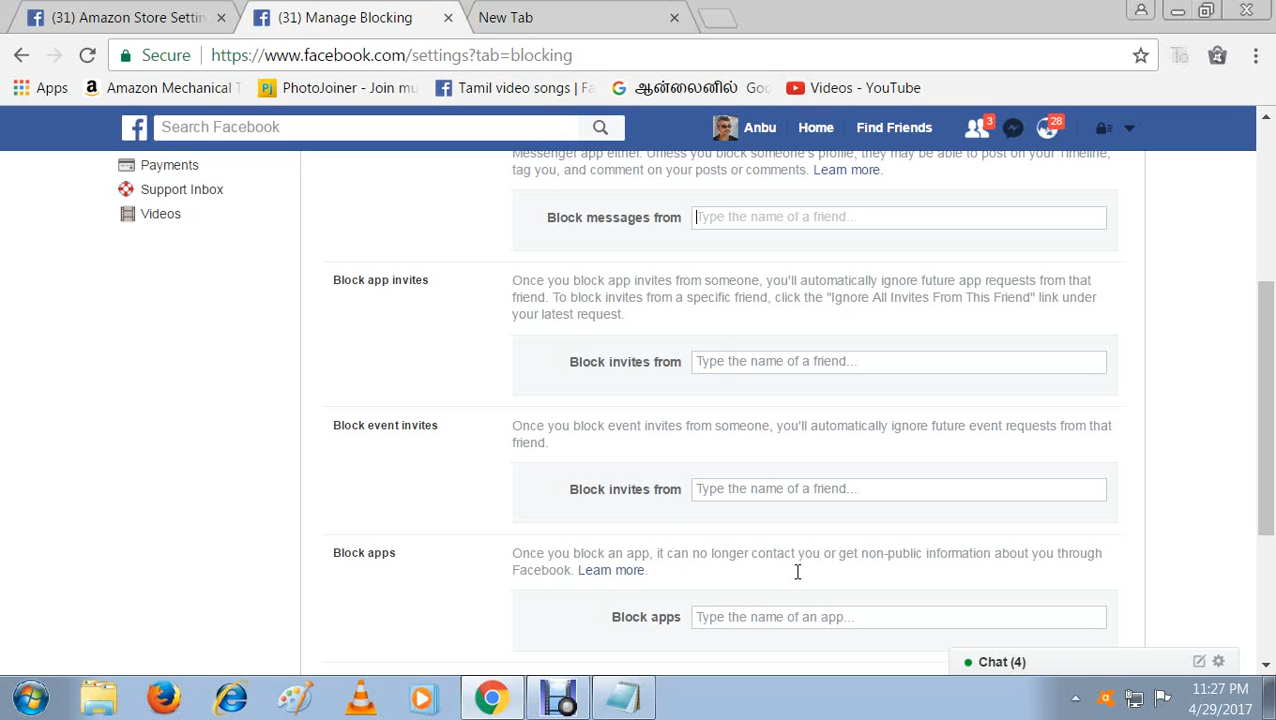 (31) Amazon Store Settin
(31) Manage Blocking
New Tab
Secure
https://www.facebook.com/settings?tab=blocking
Apps
Amazon Mechanical T
PhotoJoiner - Join mu
Tamil video songs | Fa
ஆன்லைனில் Goo
Videos - YouTube
Search Facebook
Anbu
Home
Find Friends
3
28
Payments
Support Inbox
Videos
Messenger app either. Unless you block someone's profile, they may be able to post on your Timeline,
tag you, and comment on your posts or comments. Learn more.
Block messages from
Type the name of a friend...
Block app invites
Once you block app invites from someone, you'll automatically ignore future app requests from that
friend. To block invites from a specific friend, click the "Ignore All Invites From This Friend" link under
your latest request.
Block invites from
Type the name of a friend...
Block event invites
Once you block event invites from someone, you'll automatically ignore future event requests from that
friend.
Block invites from
Type the name of a friend...
Block apps
Once you block an app, it can no longer contact you or get non-public information about you through
Facebook. Learn more.
Block apps
Type the name of an app...
Chat (4)
11:27 PM
4/29/2017